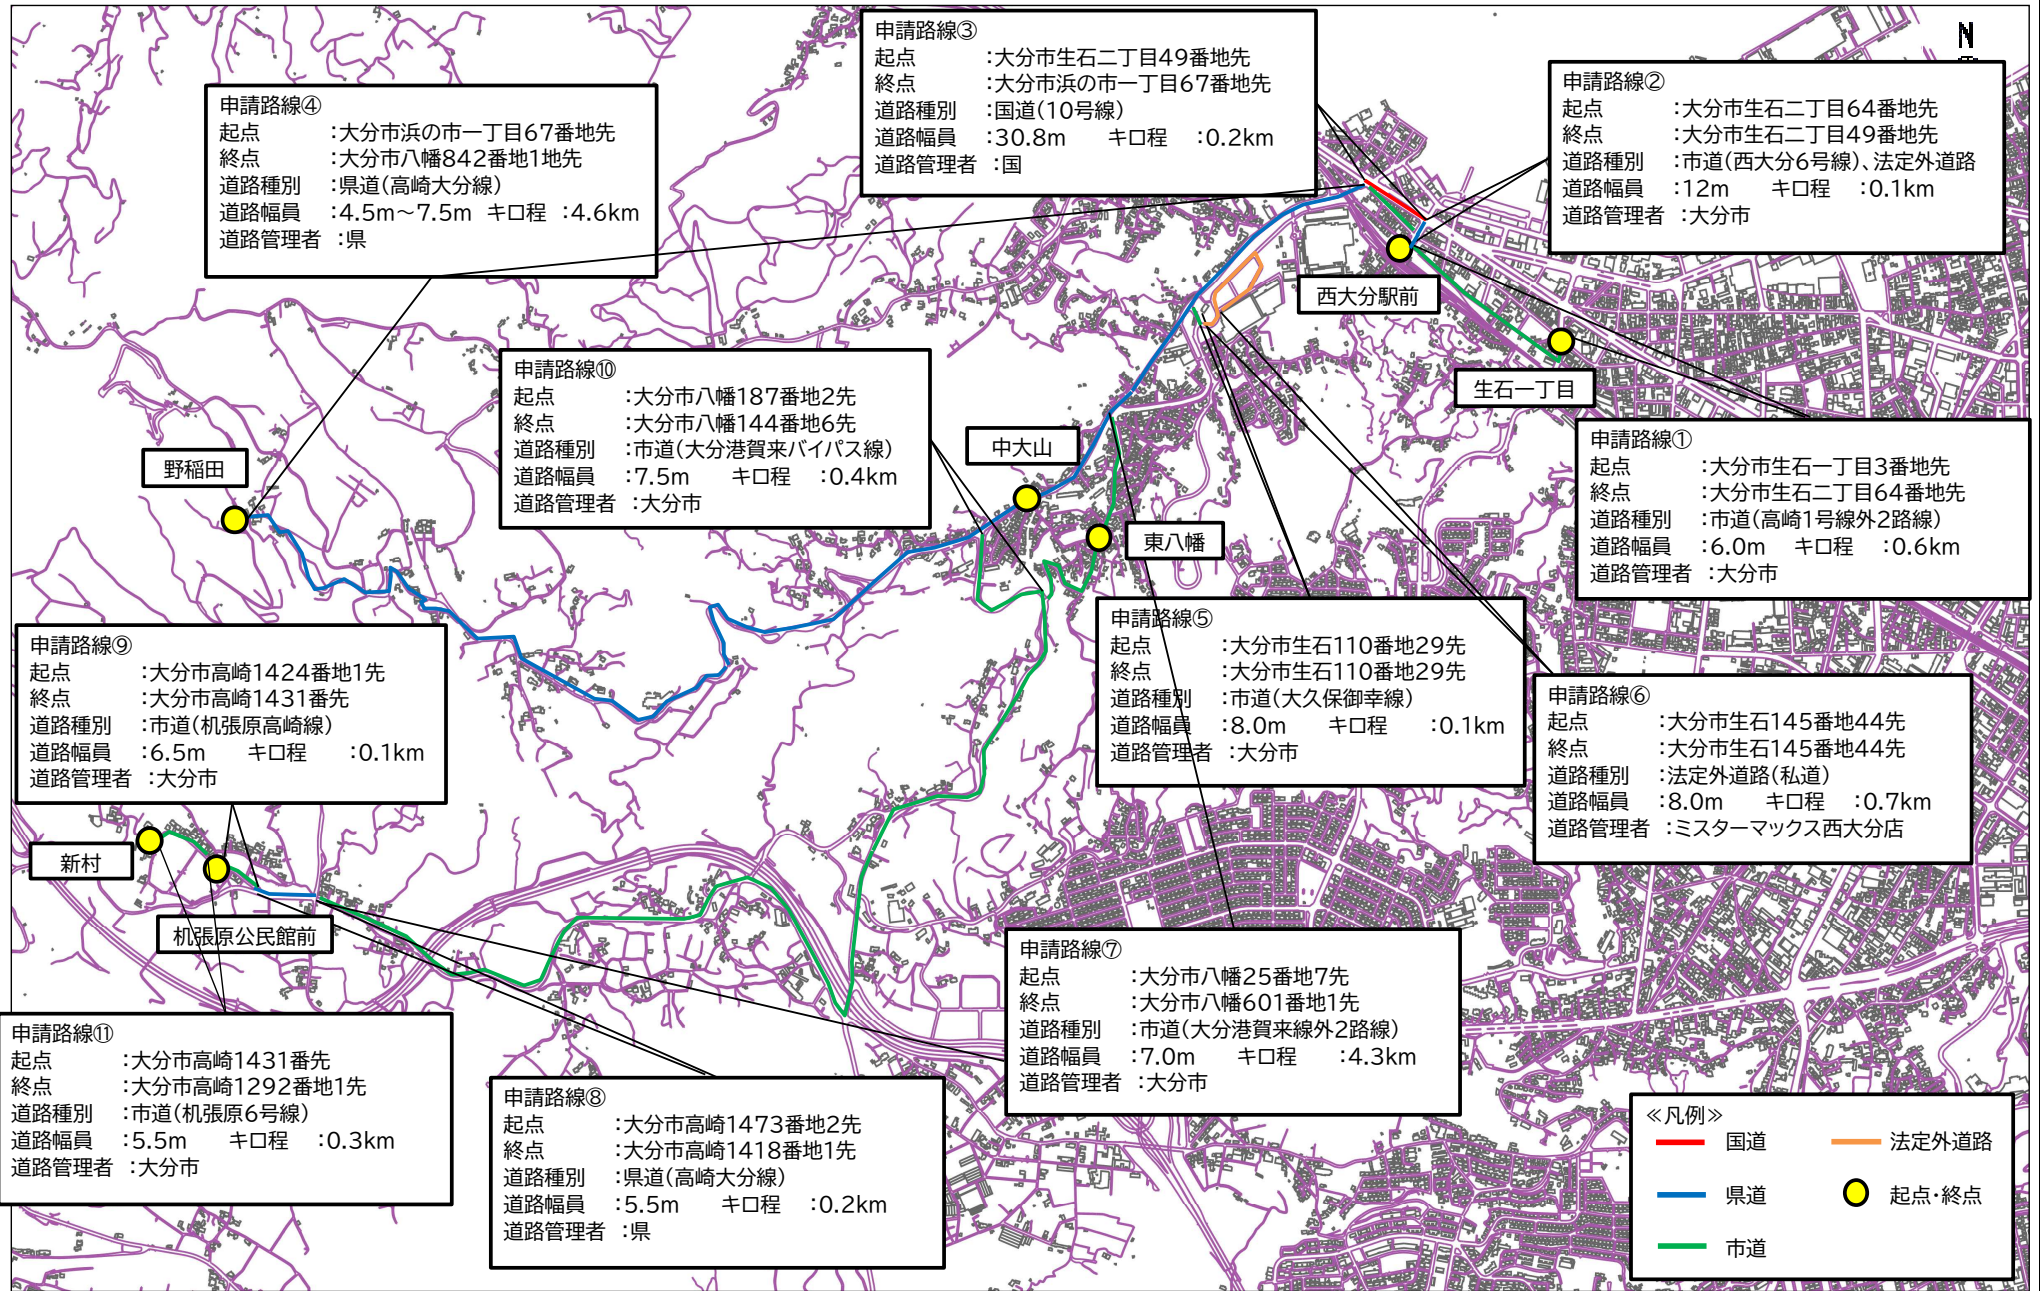 申請路線③
起点 :大分市生石二丁目49番地先
終点 :大分市浜の市一丁目67番地先
道路種別 :国道(10号線)
道路幅員 :30.8m キロ程 :0.2km
道路管理者 :国
N
申請路線②
起点 :大分市生石二丁目64番地先
終点 :大分市生石二丁目49番地先
道路種別 :市道(西大分6号線)、法定外道路
道路幅員 :12m キロ程 :0.1km
道路管理者 :大分市
申請路線④
起点 :大分市浜の市一丁目67番地先
終点 :大分市八幡842番地1地先
道路種別 :県道(高崎大分線)
道路幅員 :4.5m~7.5m キロ程 :4.6km
道路管理者 :県
西大分駅前
生石一丁目
申請路線⑩
起点 :大分市八幡187番地2先
終点 :大分市八幡144番地6先
道路種別 :市道(大分港賀来バイパス線)
道路幅員 :7.5m キロ程 :0.4km
道路管理者 :大分市
中大山
野稲田
東八幡
申請路線①
起点 :大分市生石一丁目3番地先
終点 :大分市生石二丁目64番地先
道路種別 :市道(高崎1号線外2路線)
道路幅員 :6.0m キロ程 :0.6km
道路管理者 :大分市
申請路線⑤
起点 :大分市生石110番地29先
終点 :大分市生石110番地29先
道路種別 :市道(大久保御幸線)
道路幅員 :8.0m キロ程 :0.1km
道路管理者 :大分市
申請路線⑨
起点 :大分市高崎1424番地1先
終点 :大分市高崎1431番先
道路種別 :市道(机張原高崎線)
道路幅員 :6.5m キロ程 :0.1km
道路管理者 :大分市
申請路線⑥
起点 :大分市生石145番地44先
終点 :大分市生石145番地44先
道路種別 :法定外道路(私道)
道路幅員 :8.0m キロ程 :0.7km
道路管理者 :ミスターマックス西大分店
新村
机張原公民館前
申請路線⑦
起点 :大分市八幡25番地7先
終点 :大分市八幡601番地1先
道路種別 :市道(大分港賀来線外2路線)
道路幅員 :7.0m キロ程 :4.3km
道路管理者 :大分市
申請路線⑪
起点 :大分市高崎1431番先
終点 :大分市高崎1292番地1先
道路種別 :市道(机張原6号線)
道路幅員 :5.5m キロ程 :0.3km
道路管理者 :大分市
申請路線⑧
起点 :大分市高崎1473番地2先
終点 :大分市高崎1418番地1先
道路種別 :県道(高崎大分線)
道路幅員 :5.5m キロ程 :0.2km
道路管理者 :県
≪凡例≫
国道 法定外道路
県道 起点・終点
市道